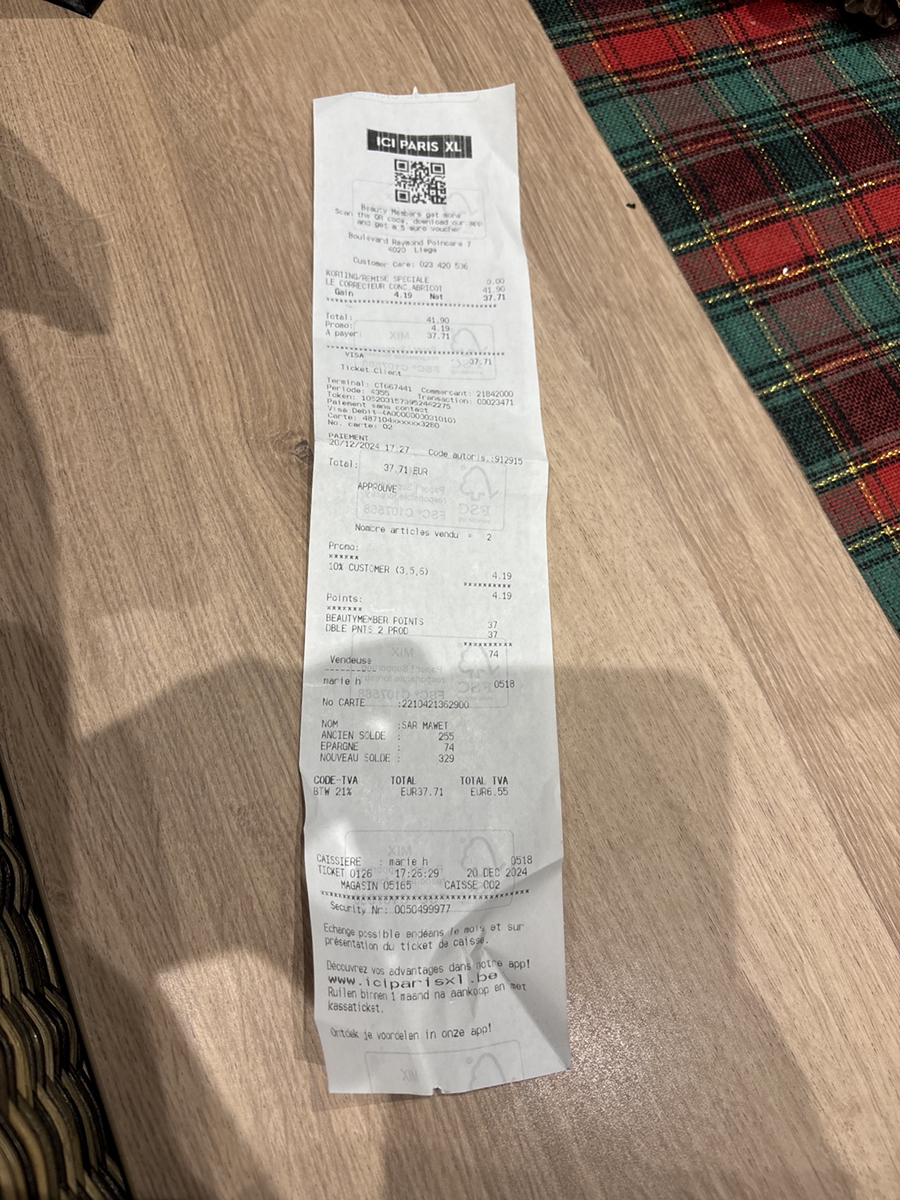 ICI PARIS XL
Beauty Members get more
Scan the QR code, download our app
and get a 5 euro voucher
Boulevard Raymond Poincare 7
4020 Liege
Customer Care: 023 420 536
KORTING/REMISE SPECIALE 0.00
LE CORRECTEUR CONC.ABRICOT 41.90
Gain 4.19 Net 37.71
Total: 41.90
Promo: 4.19
A payer: 37.71
VISA 37.71
Ticket Client
Terminal: CT667441 Commercant: 21842000
Periode: 4355 Transaction: 00023471
Paiement sans contact
Visa Debit (A0000000031010)
Carte: 487104xxxxxx3280
No. carte: 02
PAIEMENT
20/12/2024 17:27 Code autoris.:912915
Total: 37.71 EUR
APPROUVE
Nombre articles vendu = 2
Promo:
******
10% CUSTOMER (3,5,6) 4.19
**********
4.19
Points:
*******
BEAUTYMEMBER POINTS 37
DBLE PNTS 2 PROD 37
**********
74
Vendeuse
----------
marie h 0518
No CARTE :2210421362900
NOM :SAR MAWET
ANCIEN SOLDE : 255
EPARGNE : 74
NOUVEAU SOLDE : 329
CODE-TVA TOTAL TOTAL TVA
BTW 21% EUR37.71 EUR6.55
CAISSIERE : marie h 0518
TICKET 0126 17:26:29 20 DEC 2024
MAGASIN 05165 CAISSE 002
Security Nr: 0050499977
Echange possible endéans le mois et sur
présentation du ticket de caisse.
Découvrez vos advantages dans notre app!
www.iciparisxl.be
Ruilen binnen 1 maand na aankoop en met
kassaticket.
Ontdek je voordelen in onze app!